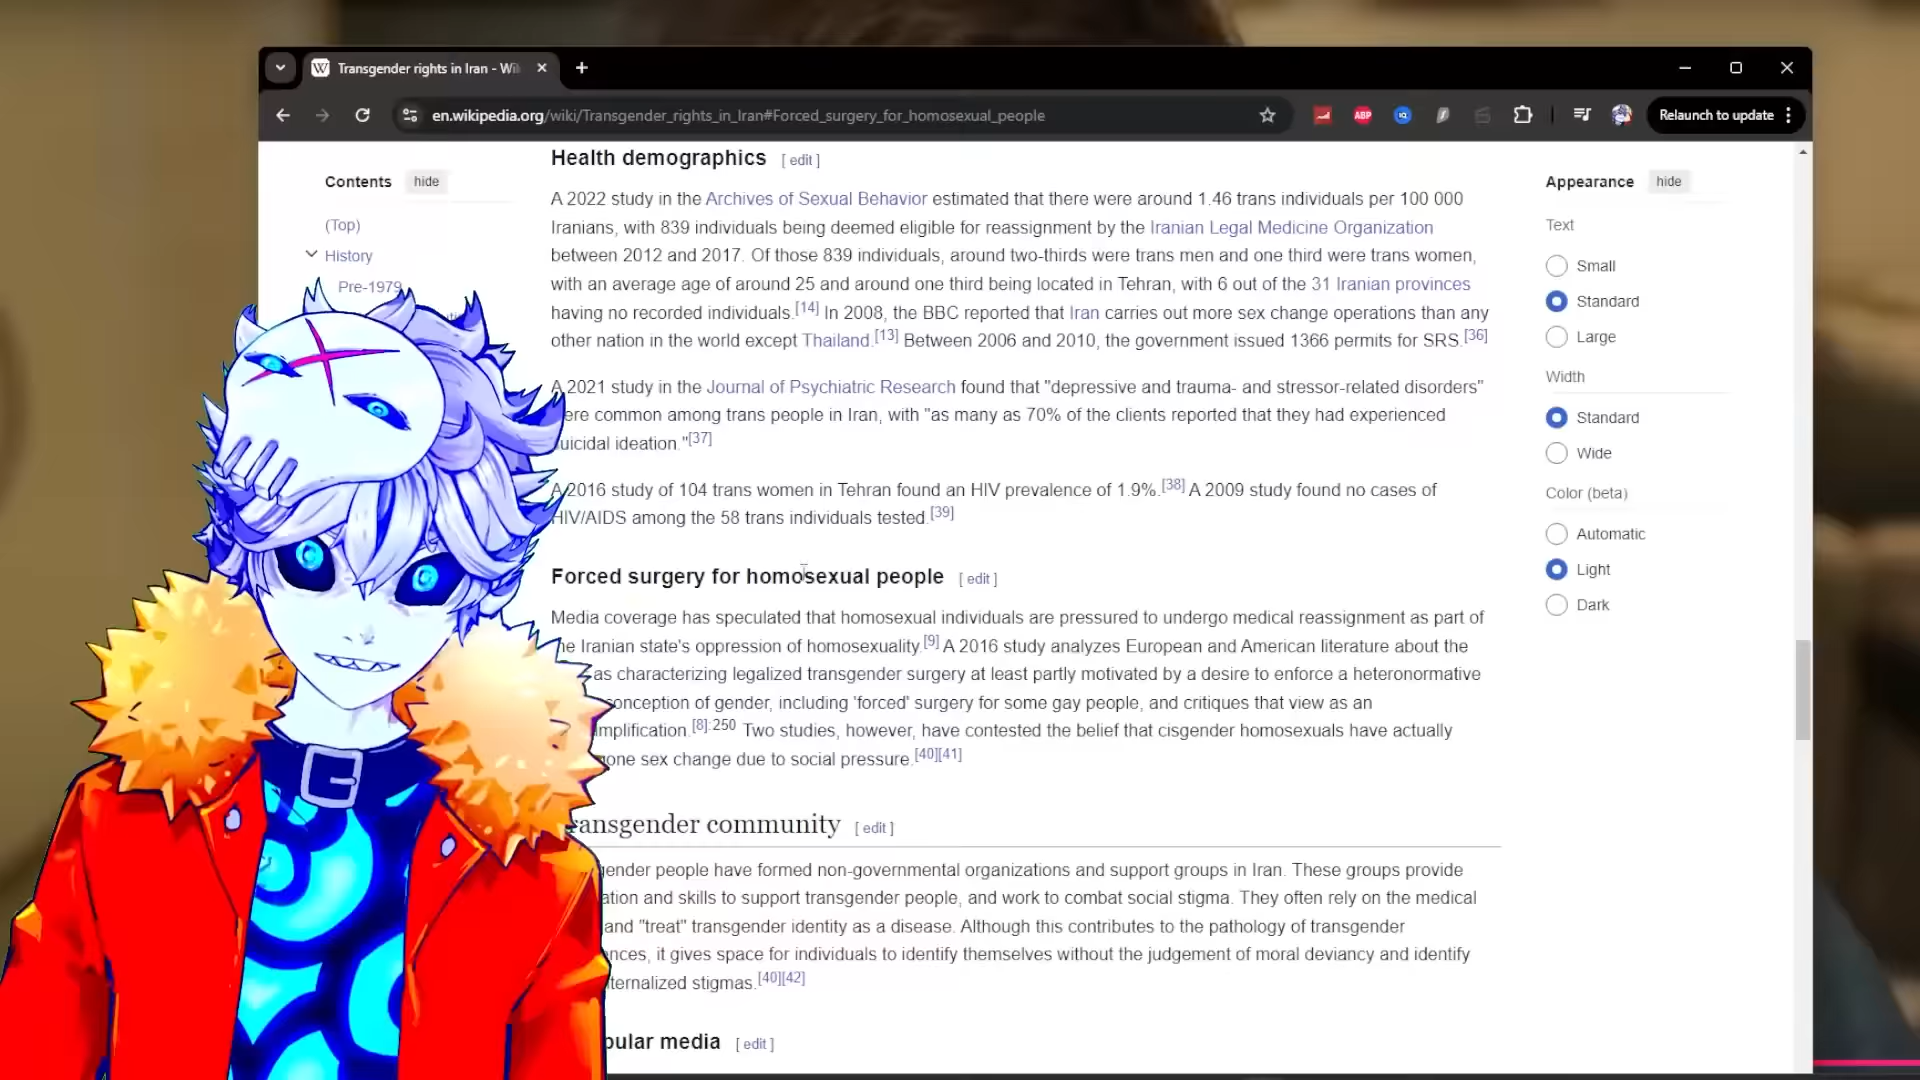 Transgender rights in Iran - Wi
en.wikipedia.org/wiki/Transgender_rights_in_Iran#Forced_surgery_for_homosexual_people
ABP
Relaunch to update
Contents hide
(Top)
History
Pre-1979
Health demographics [ edit ]
A 2022 study in the Archives of Sexual Behavior estimated that there were around 1.46 trans individuals per 100 000
Iranians, with 839 individuals being deemed eligible for reassignment by the Iranian Legal Medicine Organization
between 2012 and 2017. Of those 839 individuals, around two-thirds were trans men and one third were trans women,
with an average age of around 25 and around one third being located in Tehran, with 6 out of the 31 Iranian provinces
having no recorded individuals.[14] In 2008, the BBC reported that Iran carries out more sex change operations than any
other nation in the world except Thailand.[13] Between 2006 and 2010, the government issued 1366 permits for SRS.[36]
A 2021 study in the Journal of Psychiatric Research found that "depressive and trauma- and stressor-related disorders"
ere common among trans people in Iran, with "as many as 70% of the clients reported that they had experienced
uicidal ideation."[37]
A 2016 study of 104 trans women in Tehran found an HIV prevalence of 1.9%.[38] A 2009 study found no cases of
HIV/AIDS among the 58 trans individuals tested.[39]
Forced surgery for homosexual people [ edit ]
Media coverage has speculated that homosexual individuals are pressured to undergo medical reassignment as part of
he Iranian state's oppression of homosexuality.[9] A 2016 study analyzes European and American literature about the
as characterizing legalized transgender surgery at least partly motivated by a desire to enforce a heteronormative
onception of gender, including 'forced' surgery for some gay people, and critiques that view as an
mplification.[8]:250 Two studies, however, have contested the belief that cisgender homosexuals have actually
one sex change due to social pressure.[40][41]
ransgender community [ edit ]
gender people have formed non-governmental organizations and support groups in Iran. These groups provide
ation and skills to support transgender people, and work to combat social stigma. They often rely on the medical
and "treat" transgender identity as a disease. Although this contributes to the pathology of transgender
nces, it gives space for individuals to identify themselves without the judgement of moral deviancy and identify
ternalized stigmas.[40][42]
pular media [ edit ]
Appearance hide
Text
Small
Standard
Large
Width
Standard
Wide
Color (beta)
Automatic
Light
Dark